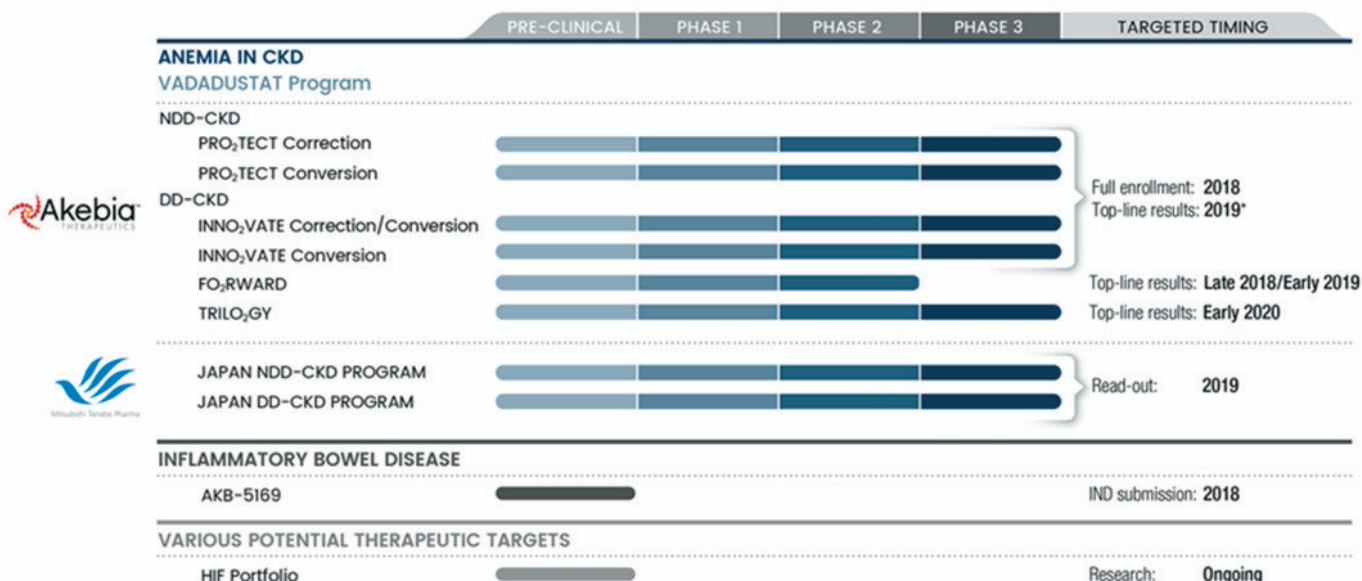 PRE-CLINICAL PHASE 1 PHASE 2 PHASE 3 TARGETED TIMING
ANEMIA IN CKD
VADADUSTAT Program
NDD-CKD
PRO₂TECT Correction
PRO₂TECT Conversion
Full enrollment: 2018
Top-line results: 2019*
Akebia
THERAPEUTICS
DD-CKD
INNO₂VATE Correction/Conversion
INNO₂VATE Conversion
FO₂RWARD Top-line results: Late 2018/Early 2019
TRILO₂GY Top-line results: Early 2020
Mitsubishi Tanabe Pharma
JAPAN NDD-CKD PROGRAM
JAPAN DD-CKD PROGRAM
Read-out: 2019
INFLAMMATORY BOWEL DISEASE
AKB-5169 IND submission: 2018
VARIOUS POTENTIAL THERAPEUTIC TARGETS
HIF Portfolio Research: Ongoing